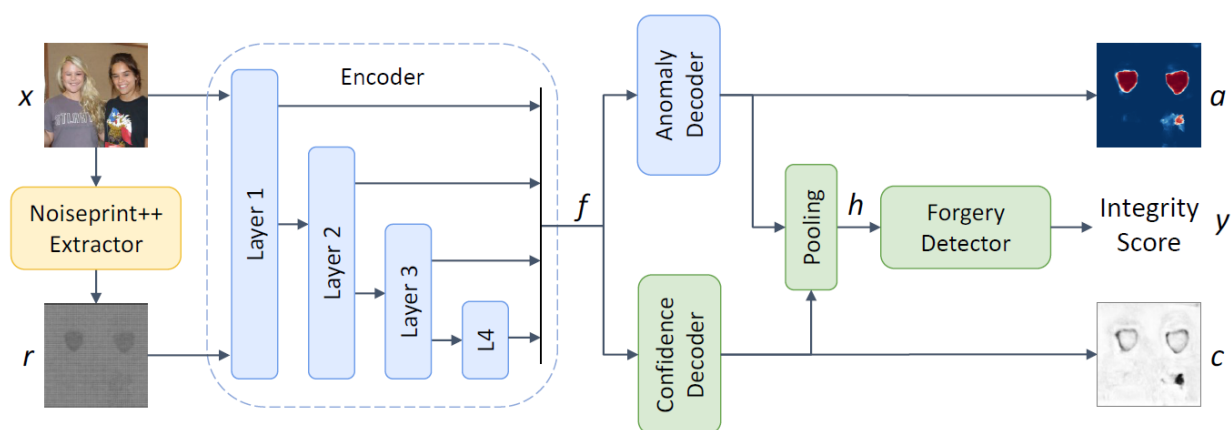 x
Noiseprint++
Extractor
r
Encoder
Layer 1
Layer 2
Layer 3
L4
f
Anomaly
Decoder
Confidence
Decoder
Pooling
h
Forgery
Detector
Integrity
Score
a
y
c